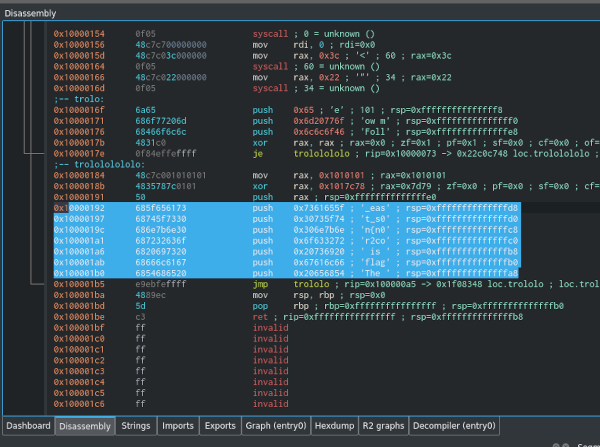 Disassembly
0x10000154 0f05 syscall ; 0 = unknown ()
0x10000156 48c7c700000000 mov rdi, 0 ; rdi=0x0
0x1000015d 48c7c03c000000 mov rax, 0x3c ; '<' ; 60 ; rax=0x3c
0x10000164 0f05 syscall ; 60 = unknown ()
0x10000166 48c7c022000000 mov rax, 0x22 ; '"' ; 34 ; rax=0x22
0x1000016d 0f05 syscall ; 34 = unknown ()
;-- trolo:
0x1000016f 6a65 push 0x65 ; 'e' ; 101 ; rsp=0xfffffffffffffff8
0x10000171 686f77206d push 0x6d20776f ; 'ow m' ; rsp=0xfffffffffffffff0
0x10000176 68466f6c6c push 0x6c6c6f46 ; 'Foll' ; rsp=0xffffffffffffffe8
0x1000017b 4831c0 xor rax, rax ; rax=0x0 ; zf=0x1 ; pf=0x1 ; sf=0x0 ; cf=0x0 ; of=
0x1000017e 0f84effeffff je trololololo ; rip=0x10000073 -> 0x22c0c748 loc.trolololo ;
;-- trolololololo:
0x10000184 48c7c001010101 mov rax, 0x1010101 ; rax=0x1010101
0x1000018b 4835787c0101 xor rax, 0x1017c78 ; rax=0x7d79 ; zf=0x0 ; pf=0x0 ; sf=0x0 ;
0x10000191 50 push rax ; rsp=0xffffffffffffffe0
0x10000192 685f656173 push 0x7361655f ; '_eas' ; rsp=0xffffffffffffffd8
0x10000197 68745f7330 push 0x30735f74 ; 't_s0' ; rsp=0xffffffffffffffd0
0x1000019c 686e7b6e30 push 0x306e7b6e ; 'n{n0' ; rsp=0xffffffffffffffc8
0x100001a1 687232636f push 0x6f633272 ; 'r2co' ; rsp=0xffffffffffffffc0
0x100001a6 6820697320 push 0x20736920 ; ' is ' ; rsp=0xffffffffffffffb8
0x100001ab 68666c6167 push 0x67616c66 ; 'flag' ; rsp=0xffffffffffffffb0
0x100001b0 6854686520 push 0x20656854 ; 'The ' ; rsp=0xffffffffffffffa8
0x100001b5 e9ebfeffff jmp trololo ; rip=0x100000a5 -> 0x1f08348 loc.trololo ; loc.
0x100001ba 4889ec mov rsp, rbp ; rsp=0x0
0x100001bd 5d pop rbp ; rbp=0xffffffffffffffff ; rsp=0xffffffffffffffb0
0x100001be c3 ret ; rip=0xffffffffffffffff ; rsp=0xffffffffffffffb8
0x100001bf ff invalid
0x100001c0 ff invalid
0x100001c1 ff invalid
0x100001c2 ff invalid
0x100001c3 ff invalid
0x100001c4 ff invalid
0x100001c5 ff invalid
0x100001c6 ff invalid
Dashboard Disassembly Strings Imports Exports Graph (entry0) Hexdump R2 graphs Decompiler (entry0)